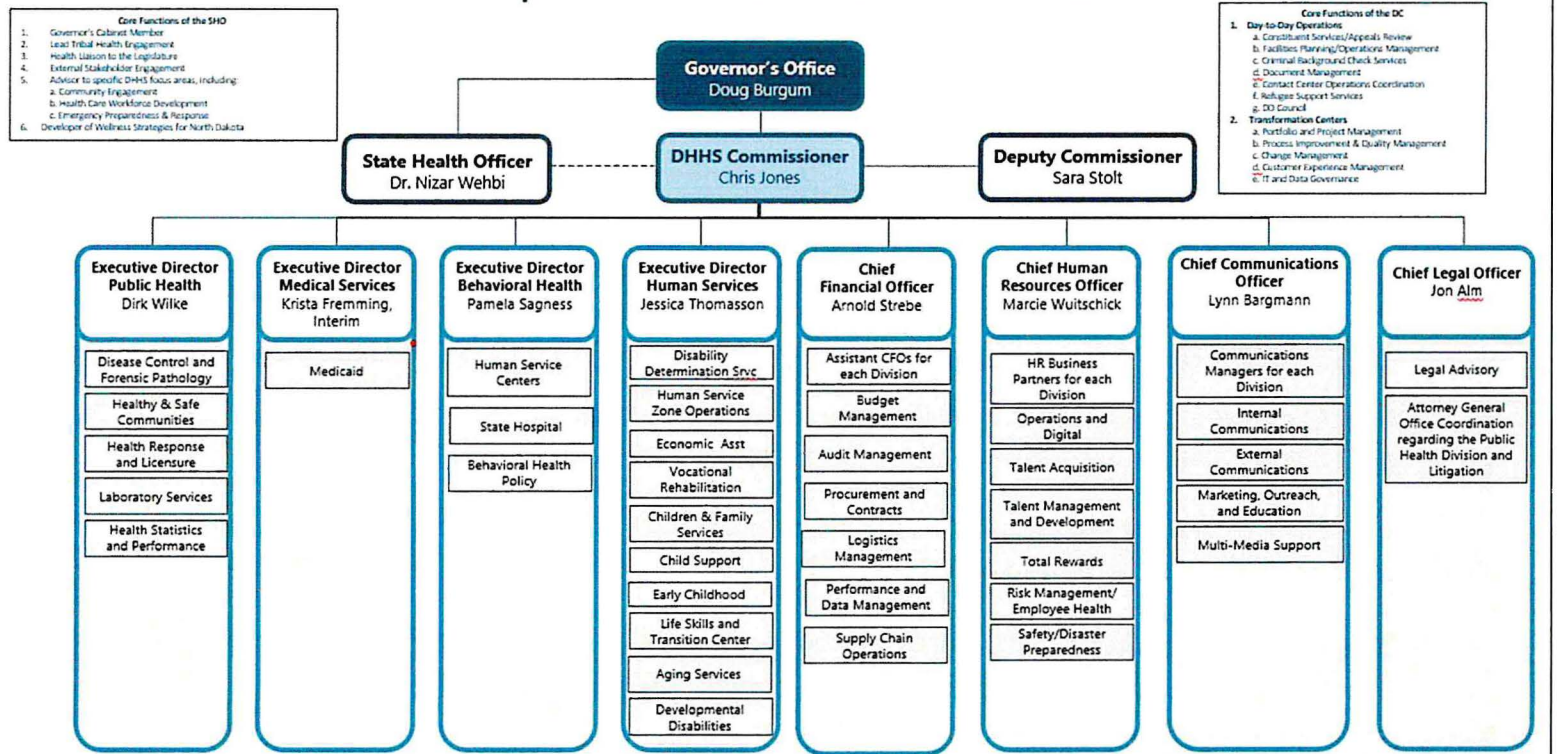 Core Functions of the SHO
1. Governor's Cabinet Member
2. Lead Tribal Health Engagement
3. Health Liaison to the Legislature
4. External Stakeholder Engagement
5. Advisor to specific DHHS focus areas, including:
a. Community Engagement
b. Health Care Workforce Development
c. Emergency Preparedness & Response
6. Developer of Wellness Strategies for North Dakota
Core Functions of the DC
1. Day-to-Day Operations
a. Constituent Services/Appeals Review
b. Facilities Planning/Operations Management
c. Criminal Background Check Services
d. Document Management
e. Contact Center Operations Coordination
f. Refugee Support Services
g. DD Council
2. Transformation Centers
a. Portfolio and Project Management
b. Process Improvement & Quality Management
c. Change Management
d. Customer Experience Management
e. IT and Data Governance
Governor's Office
Doug Burgum
State Health Officer
Dr. Nizar Wehbi
DHHS Commissioner
Chris Jones
Deputy Commissioner
Sara Stolt
Executive Director
Public Health
Dirk Wilke
Disease Control and
Forensic Pathology
Healthy & Safe
Communities
Health Response
and Licensure
Laboratory Services
Health Statistics
and Performance
Executive Director
Medical Services
Krista Fremming,
Interim
Medicaid
Executive Director
Behavioral Health
Pamela Sagness
Human Service
Centers
State Hospital
Behavioral Health
Policy
Executive Director
Human Services
Jessica Thomasson
Disability
Determination Srvc
Human Service
Zone Operations
Economic Asst
Vocational
Rehabilitation
Children & Family
Services
Child Support
Early Childhood
Life Skills and
Transition Center
Aging Services
Developmental
Disabilities
Chief
Financial Officer
Arnold Strebe
Assistant CFOs for
each Division
Budget
Management
Audit Management
Procurement and
Contracts
Logistics
Management
Performance and
Data Management
Supply Chain
Operations
Chief Human
Resources Officer
Marcie Wuitschick
HR Business
Partners for each
Division
Operations and
Digital
Talent Acquisition
Talent Management
and Development
Total Rewards
Risk Management/
Employee Health
Safety/Disaster
Preparedness
Chief Communications
Officer
Lynn Bargmann
Communications
Managers for each
Division
Internal
Communications
External
Communications
Marketing, Outreach,
and Education
Multi-Media Support
Chief Legal Officer
Jon Alm
Legal Advisory
Attorney General
Office Coordination
regarding the Public
Health Division and
Litigation